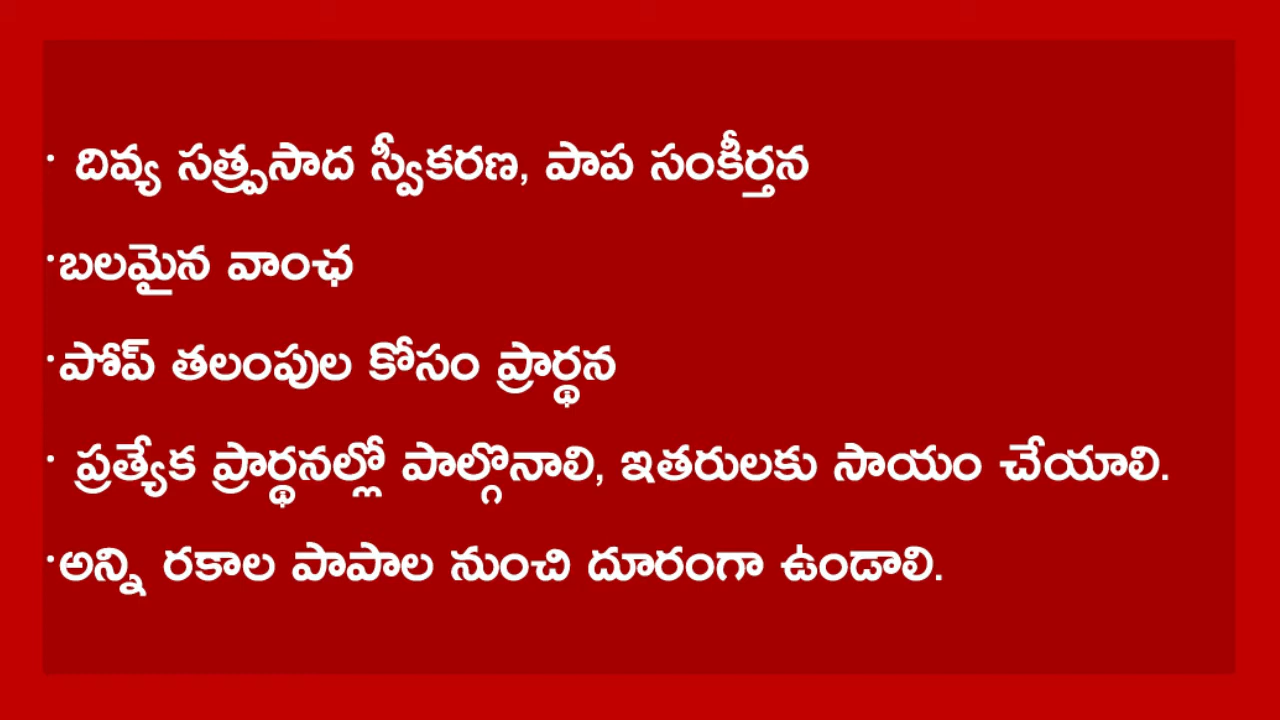 · దివ్య సత్ప్రసాద స్వీకరణ, పాప సంకీర్తన
·బలమైన వాంఛ
·పోప్ తలంపుల కోసం ప్రార్థన
· ప్రత్యేక ప్రార్థనల్లో పాల్గొనాలి, ఇతరులకు సాయం చేయాలి.
·అన్ని రకాల పాపాల నుంచి దూరంగా ఉండాలి.